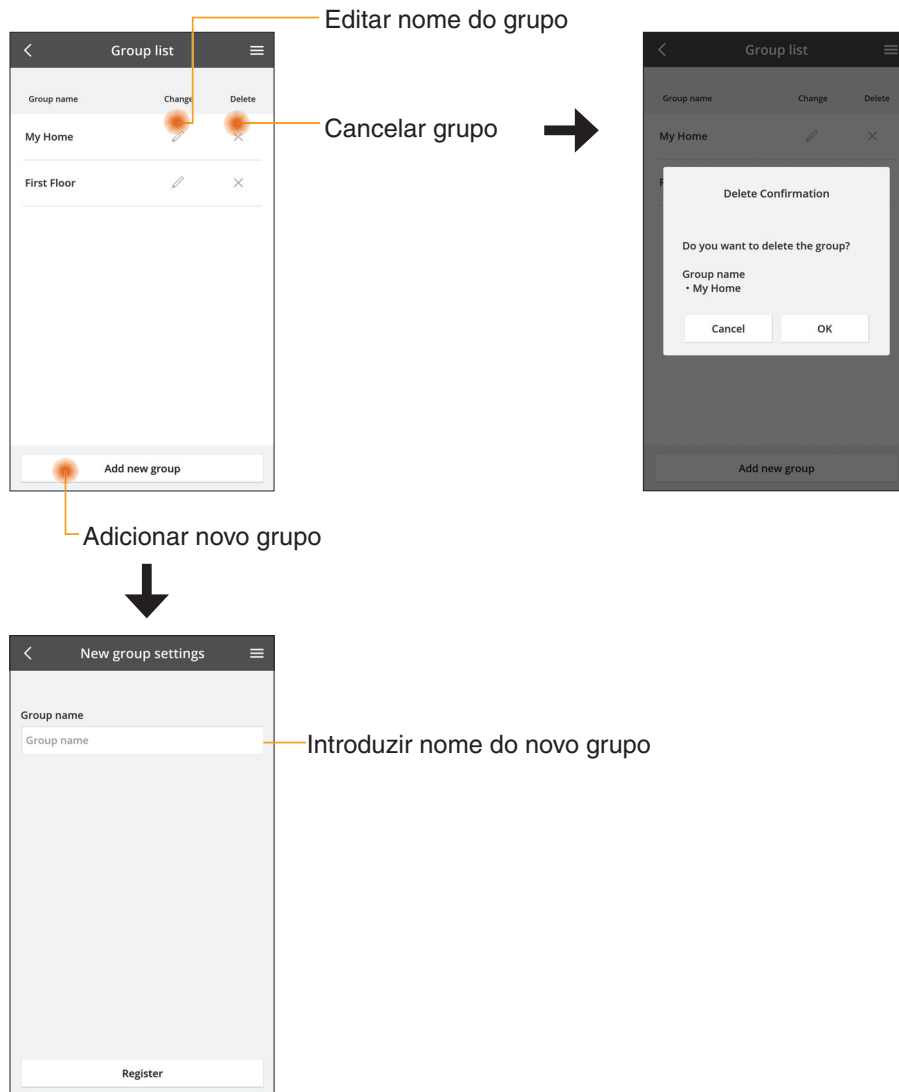 Editar nome do grupo
Group list
Group name Change Delete
My Home
First Floor
Cancelar grupo
Add new group
Adicionar novo grupo
Group list
Group name Change Delete
My Home
F
Delete Confirmation
Do you want to delete the group?
Group name
• My Home
Cancel OK
Add new group
New group settings
Group name
Group name
Introduzir nome do novo grupo
Register